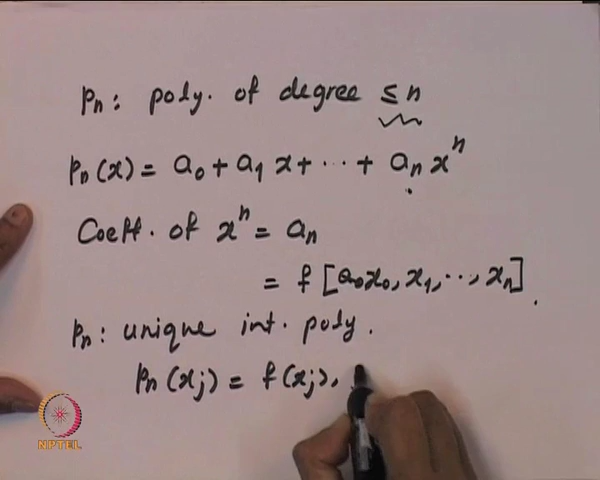 pn : poly. of degree ≤ n
pn(x) = a0 + a1 x + ··· + an x^n
Coeff. of x^n = an
= f [a0x0, x1, ··, xn].
pn : unique int. poly.
pn(xj) = f(xj),
NPTEL